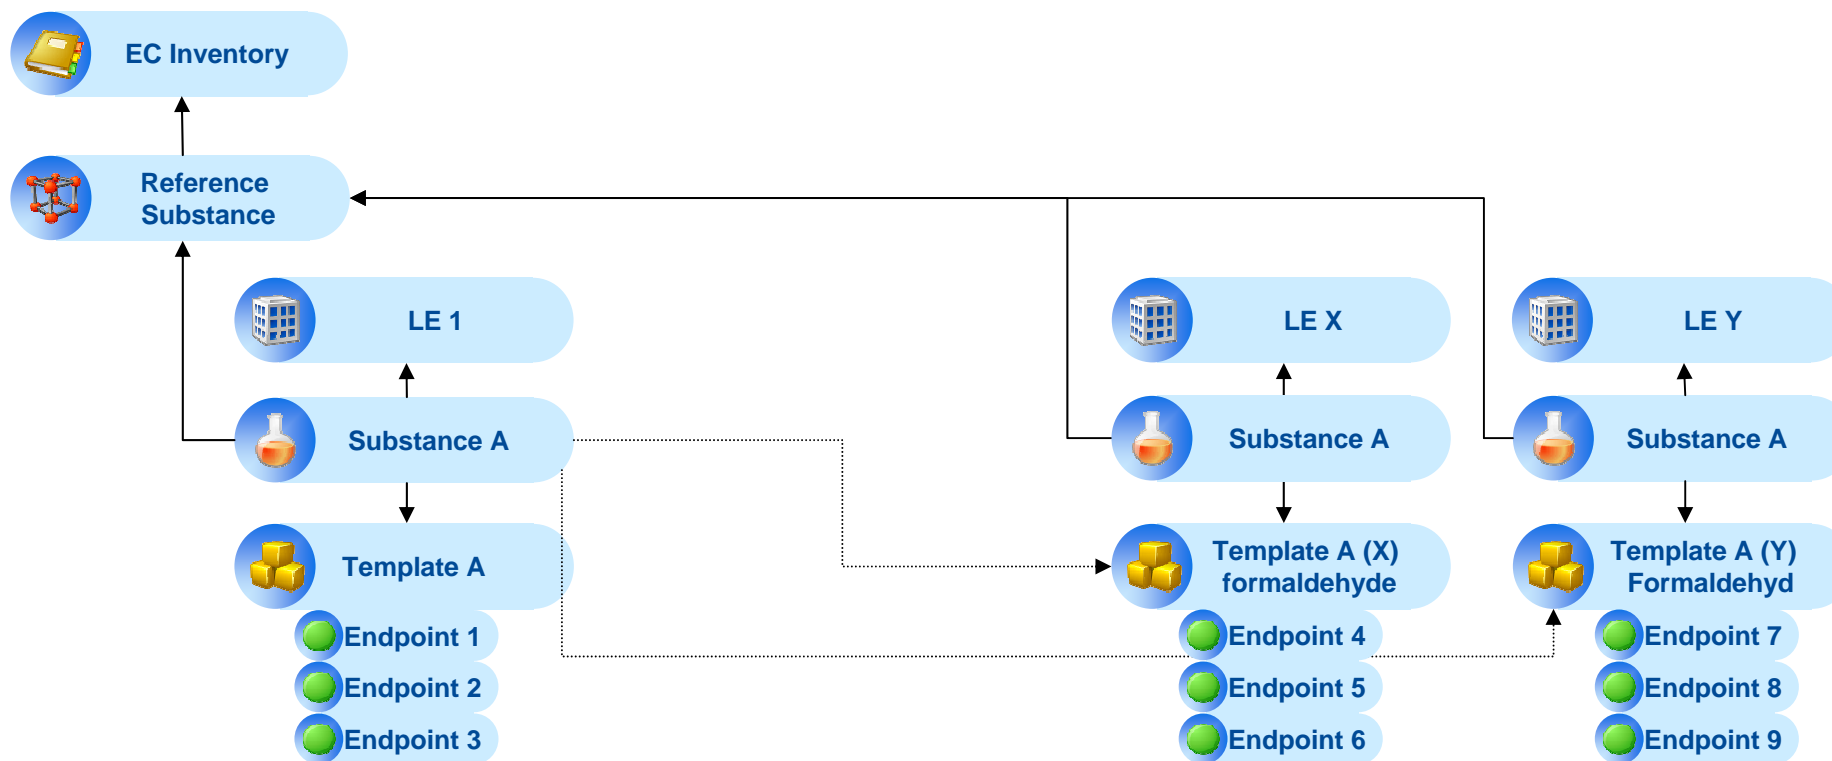 EC Inventory
Reference
Substance
LE 1
LE X
LE Y
Substance A
Substance A
Substance A
Template A
Template A (X)
formaldehyde
Template A (Y)
Formaldehyd
Endpoint 1
Endpoint 4
Endpoint 7
Endpoint 2
Endpoint 5
Endpoint 8
Endpoint 3
Endpoint 6
Endpoint 9